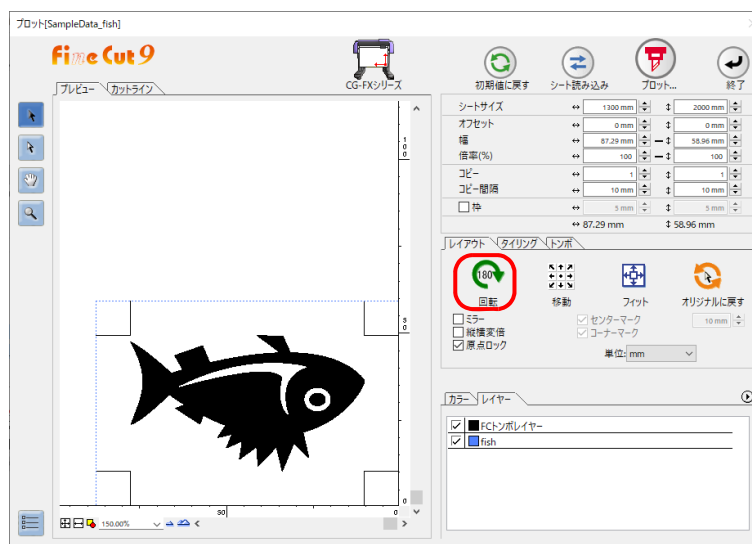 プロット[SampleData_fish]
Fine Cut 9
CG-FXシリーズ
初期値に戻す シート読み込み プロット... 終了
プレビュー カットライン
シートサイズ ↔ 1300 mm ↕ 2000 mm
オフセット ↔ 0 mm ↕ 0 mm
幅 ↔ 87.29 mm ↕ 58.96 mm
倍率(%) ↔ 100 ↕ 100
コピー ↔ 1 ↕ 1
コピー間隔 ↔ 10 mm ↕ 10 mm
枠 ↔ 5 mm ↕ 5 mm
↔ 87.29 mm ↕ 58.96 mm
レイアウト タイリング トンボ
180°
回転 移動 フィット オリジナルに戻す
ミラー センターマーク 10 mm
縦横変倍 コーナーマーク
原点ロック
単位: mm
カラー レイヤー
FCトンボレイヤー
fish
100
50
0
50 0
150.00%